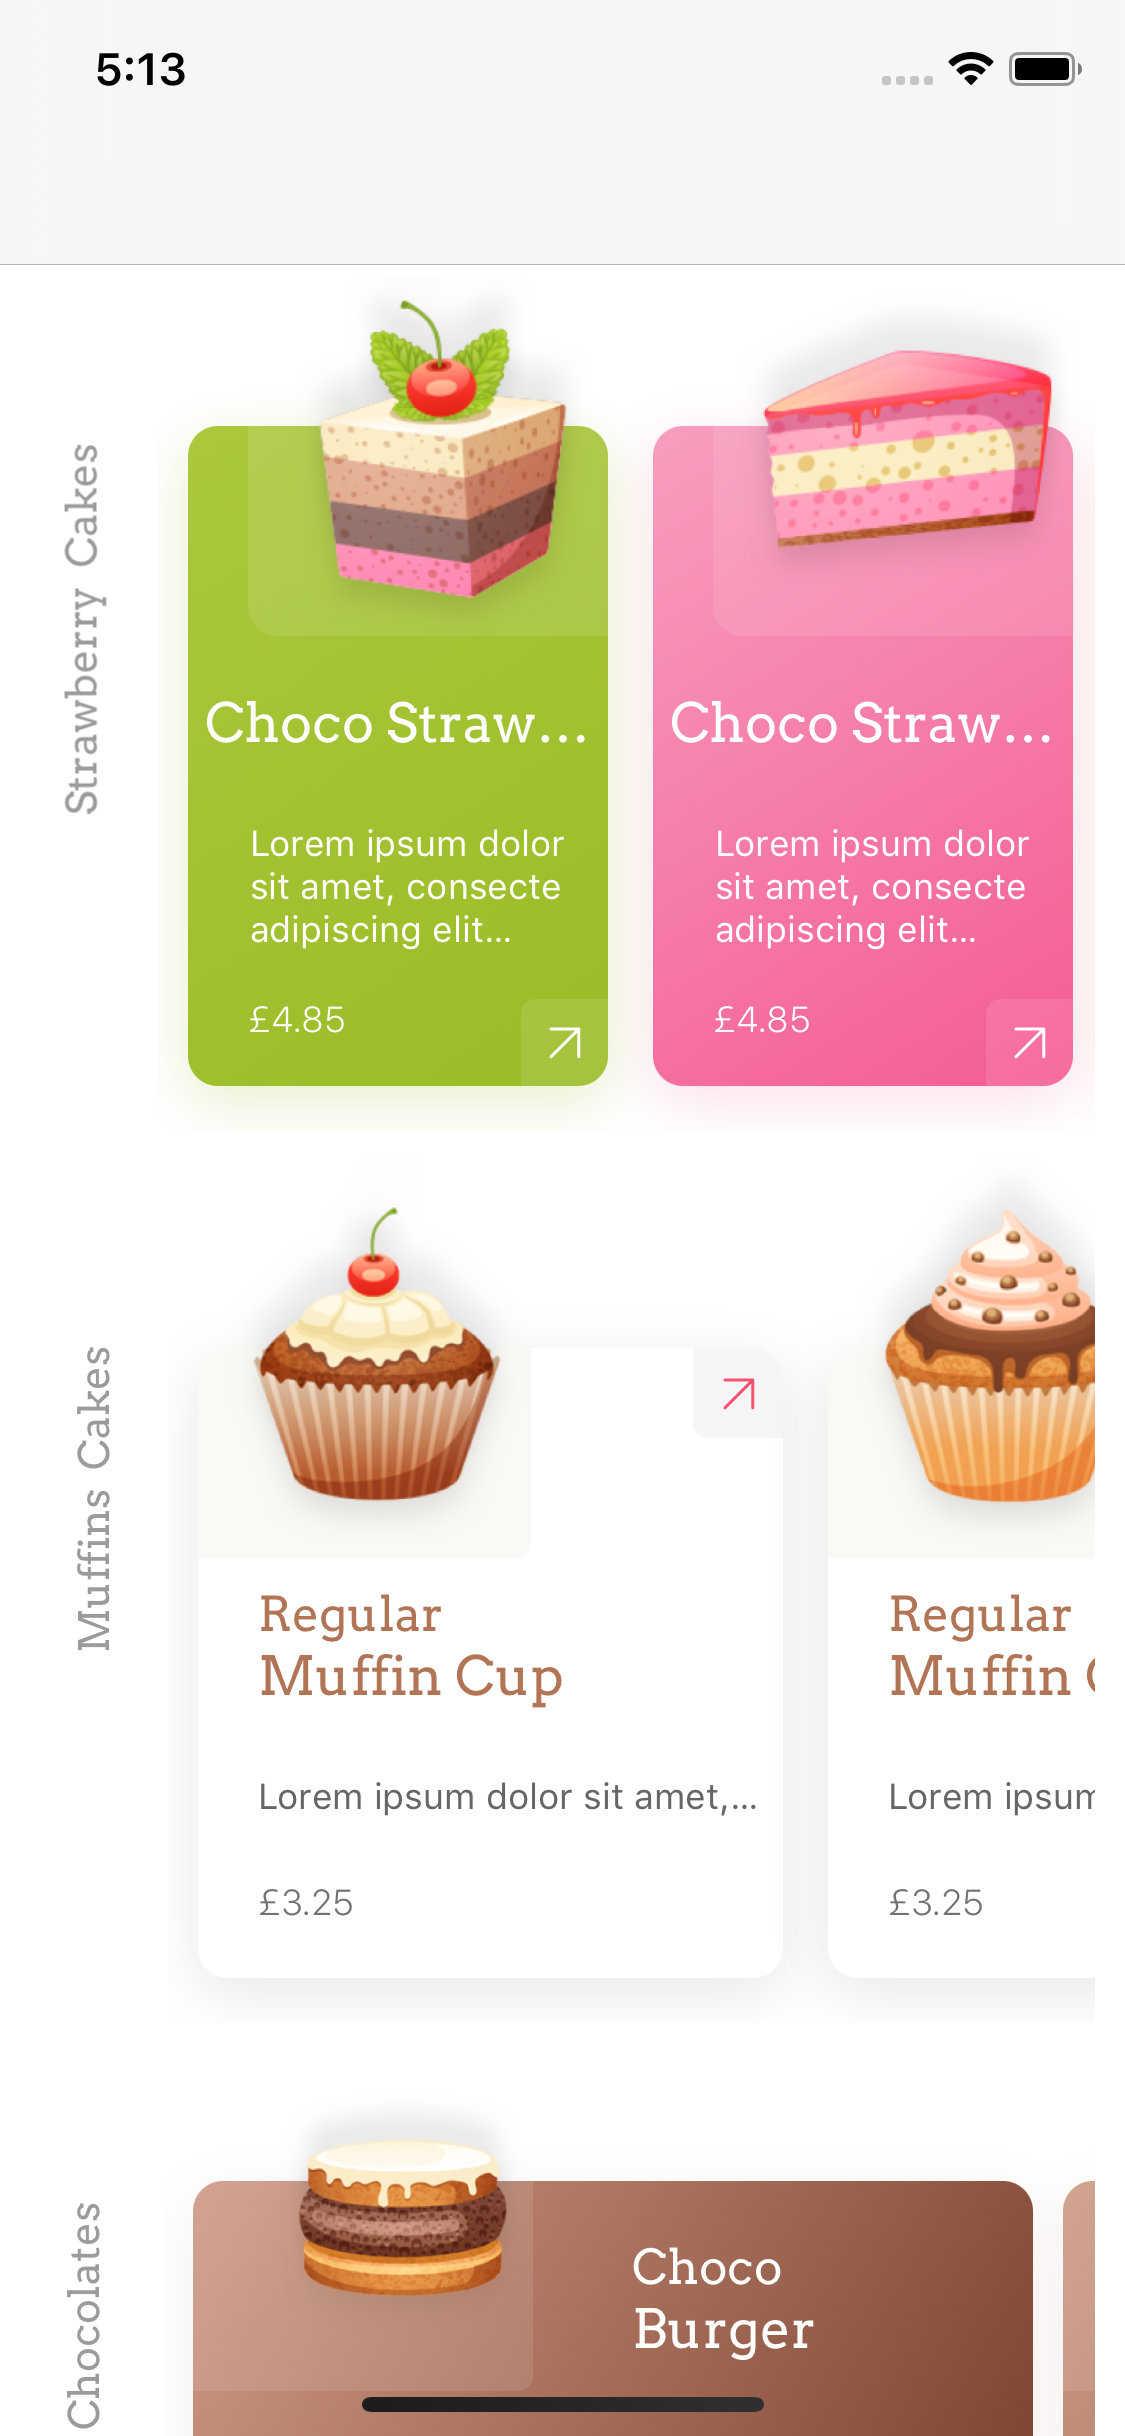 5:13
Strawberry Cakes
Choco Straw...
Lorem ipsum dolor
sit amet, consecte
adipiscing elit...
£4.85
Choco Straw...
Lorem ipsum dolor
sit amet, consecte
adipiscing elit...
£4.85
Muffins Cakes
Regular
Muffin Cup
Lorem ipsum dolor sit amet,...
£3.25
Regular
Muffin
Lorem ipsum
£3.25
Chocolates
Choco
Burger